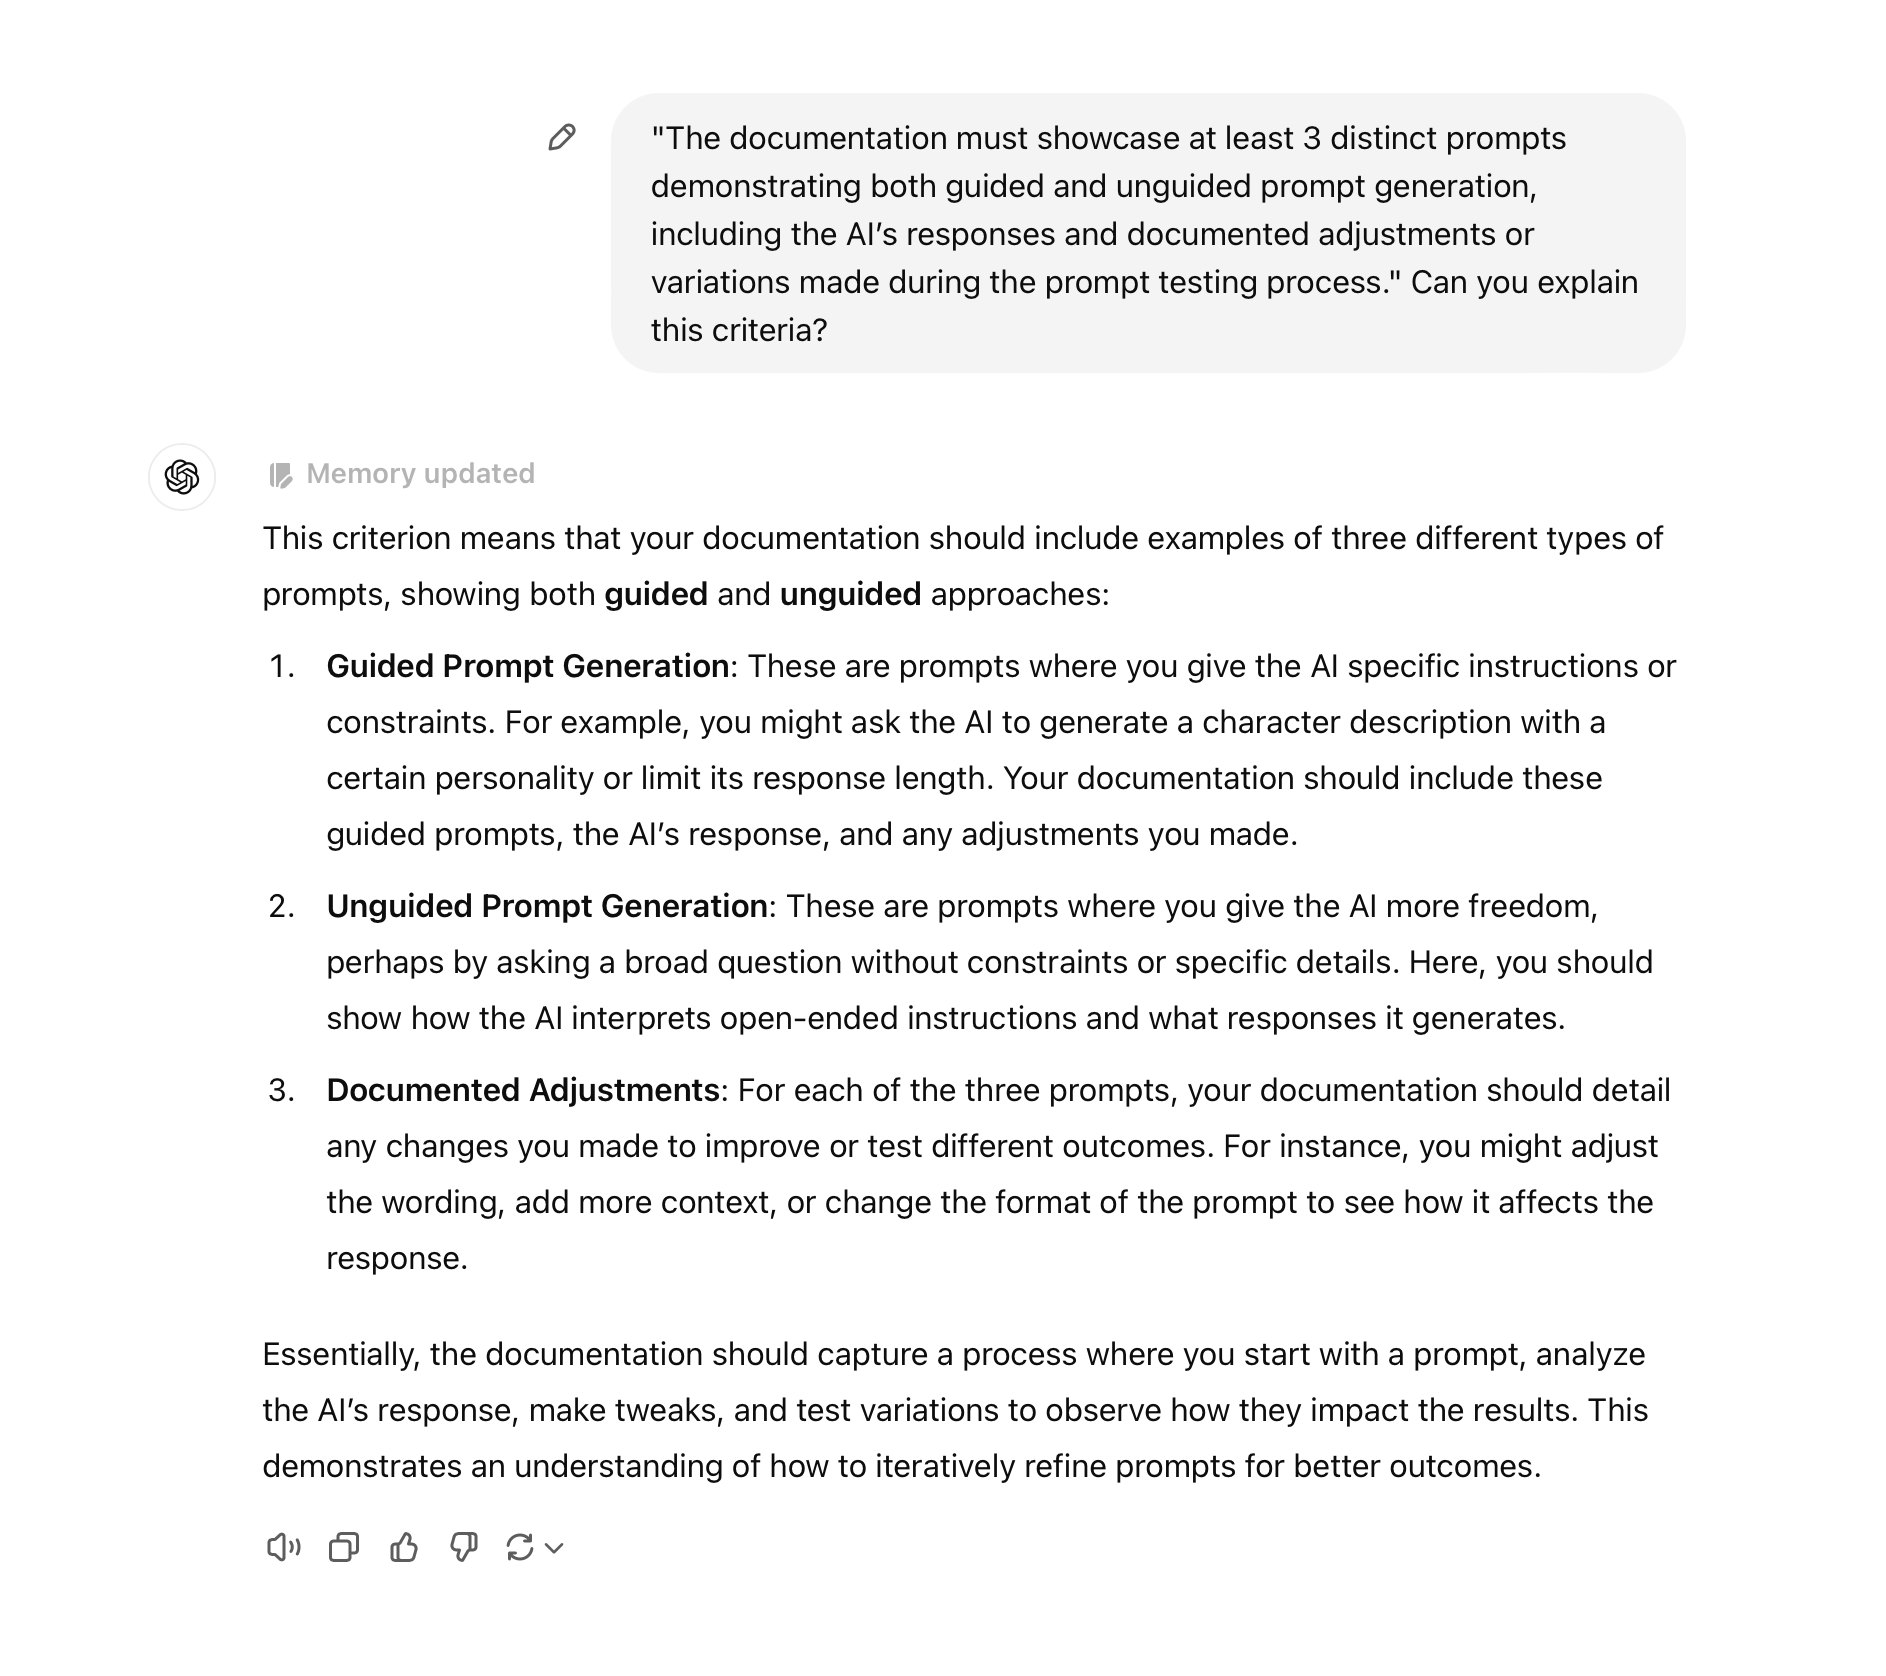 "The documentation must showcase at least 3 distinct prompts
demonstrating both guided and unguided prompt generation,
including the AI’s responses and documented adjustments or
variations made during the prompt testing process." Can you explain
this criteria?
Memory updated
This criterion means that your documentation should include examples of three different types of
prompts, showing both guided and unguided approaches:
1. Guided Prompt Generation: These are prompts where you give the AI specific instructions or
constraints. For example, you might ask the AI to generate a character description with a
certain personality or limit its response length. Your documentation should include these
guided prompts, the AI’s response, and any adjustments you made.
2. Unguided Prompt Generation: These are prompts where you give the AI more freedom,
perhaps by asking a broad question without constraints or specific details. Here, you should
show how the AI interprets open-ended instructions and what responses it generates.
3. Documented Adjustments: For each of the three prompts, your documentation should detail
any changes you made to improve or test different outcomes. For instance, you might adjust
the wording, add more context, or change the format of the prompt to see how it affects the
response.
Essentially, the documentation should capture a process where you start with a prompt, analyze
the AI’s response, make tweaks, and test variations to observe how they impact the results. This
demonstrates an understanding of how to iteratively refine prompts for better outcomes.